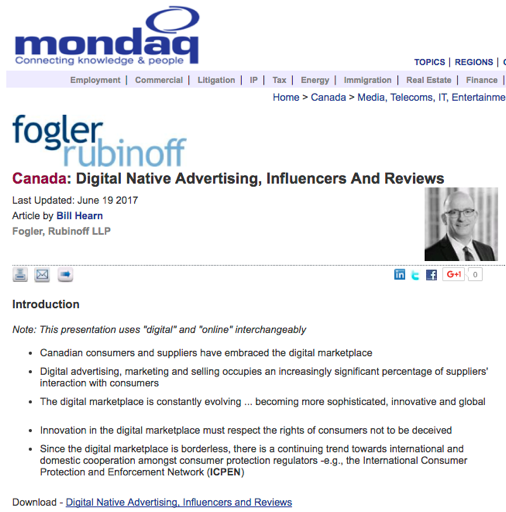 mondaq
Connecting knowledge & people
TOPICS | REGIONS |
Employment | Commercial | Litigation | IP | Tax | Energy | Immigration | Real Estate | Finance |
Home > Canada > Media, Telecoms, IT, Entertainme
fogler
rubinoff
Canada: Digital Native Advertising, Influencers And Reviews
Last Updated: June 19 2017
Article by Bill Hearn
Fogler, Rubinoff LLP
in t f G+! 0
Introduction
Note: This presentation uses "digital" and "online" interchangeably
• Canadian consumers and suppliers have embraced the digital marketplace
• Digital advertising, marketing and selling occupies an increasingly significant percentage of suppliers'
interaction with consumers
• The digital marketplace is constantly evolving ... becoming more sophisticated, innovative and global
• Innovation in the digital marketplace must respect the rights of consumers not to be deceived
• Since the digital marketplace is borderless, there is a continuing trend towards international and
domestic cooperation amongst consumer protection regulators -e.g., the International Consumer
Protection and Enforcement Network (ICPEN)
Download - Digital Native Advertising, Influencers and Reviews